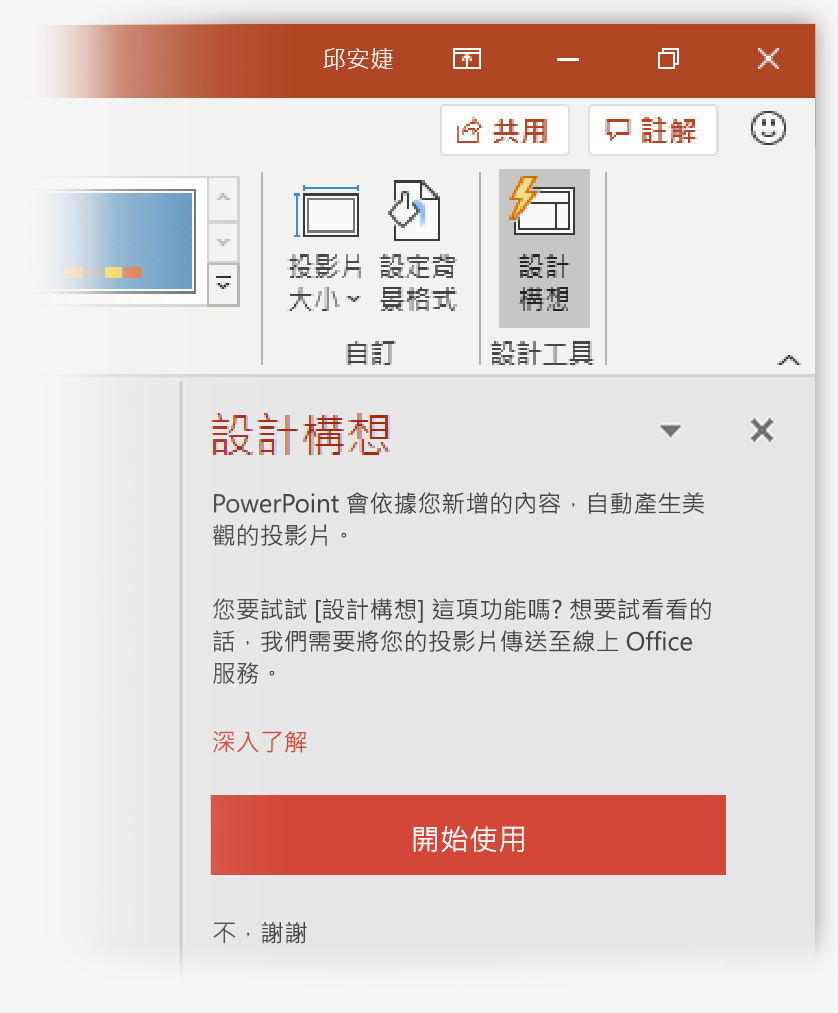 邱安婕
共用
註解
投影片
大小
設定背
景格式
設計
構想
自訂
設計工具
設計構想
PowerPoint 會依據您新增的內容，自動產生美
觀的投影片。
您要試試 [設計構想] 這項功能嗎? 想要試看看的
話，我們需要將您的投影片傳送至線上 Office
服務。
深入了解
開始使用
不，謝謝